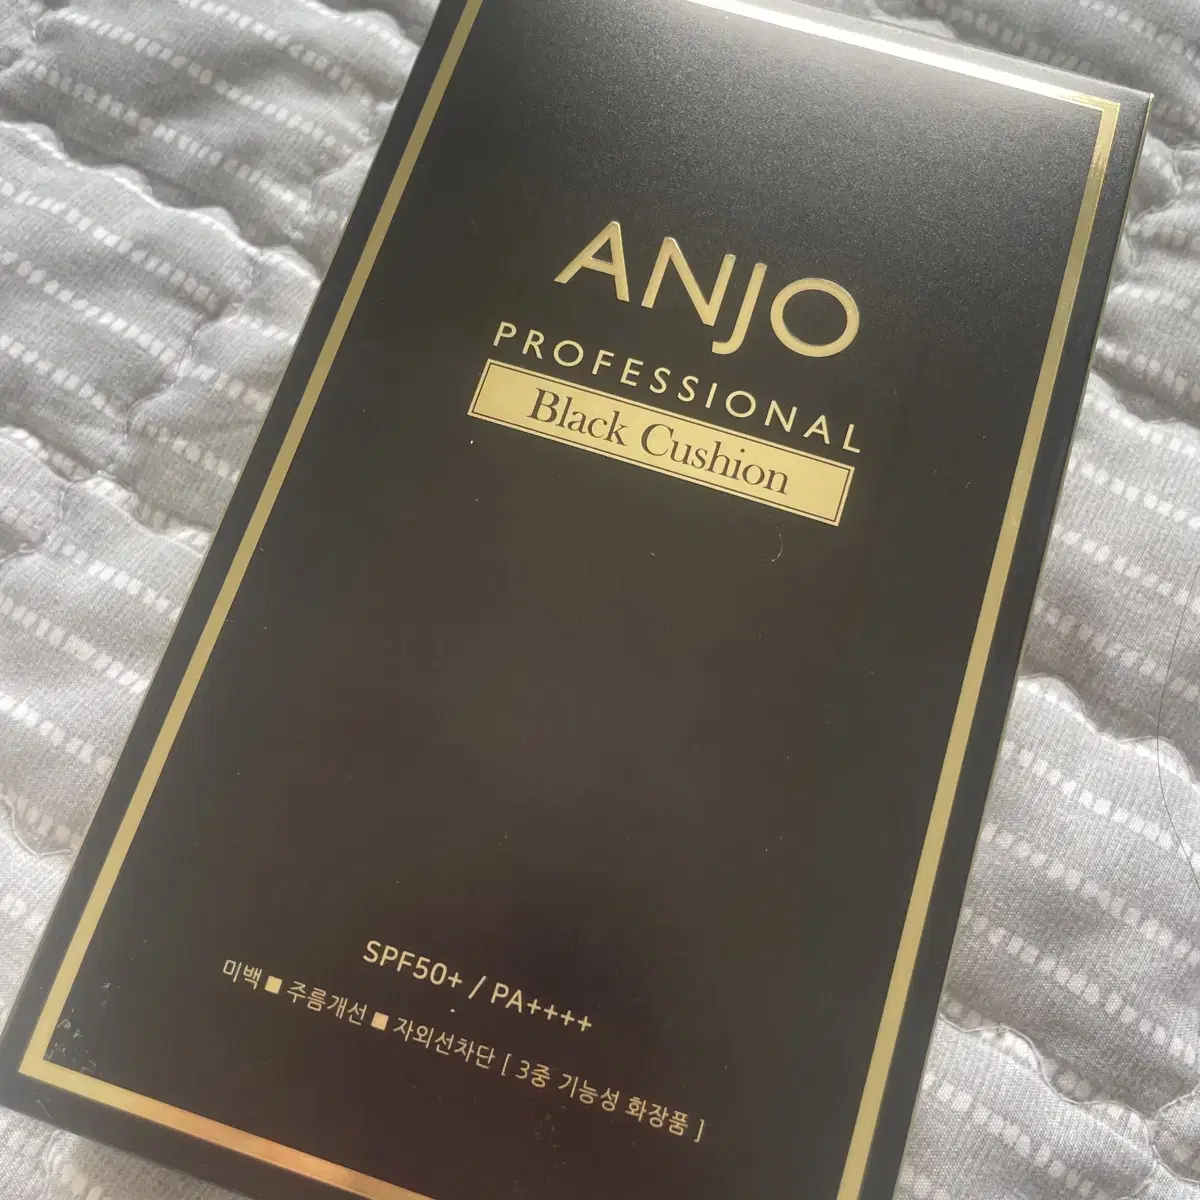 ANJO
PROFESSIONAL
Black Cushion
SPF50+ / PA++++
미백 ■ 주름개선 ■ 자외선차단 [ 3중 기능성 화장품 ]